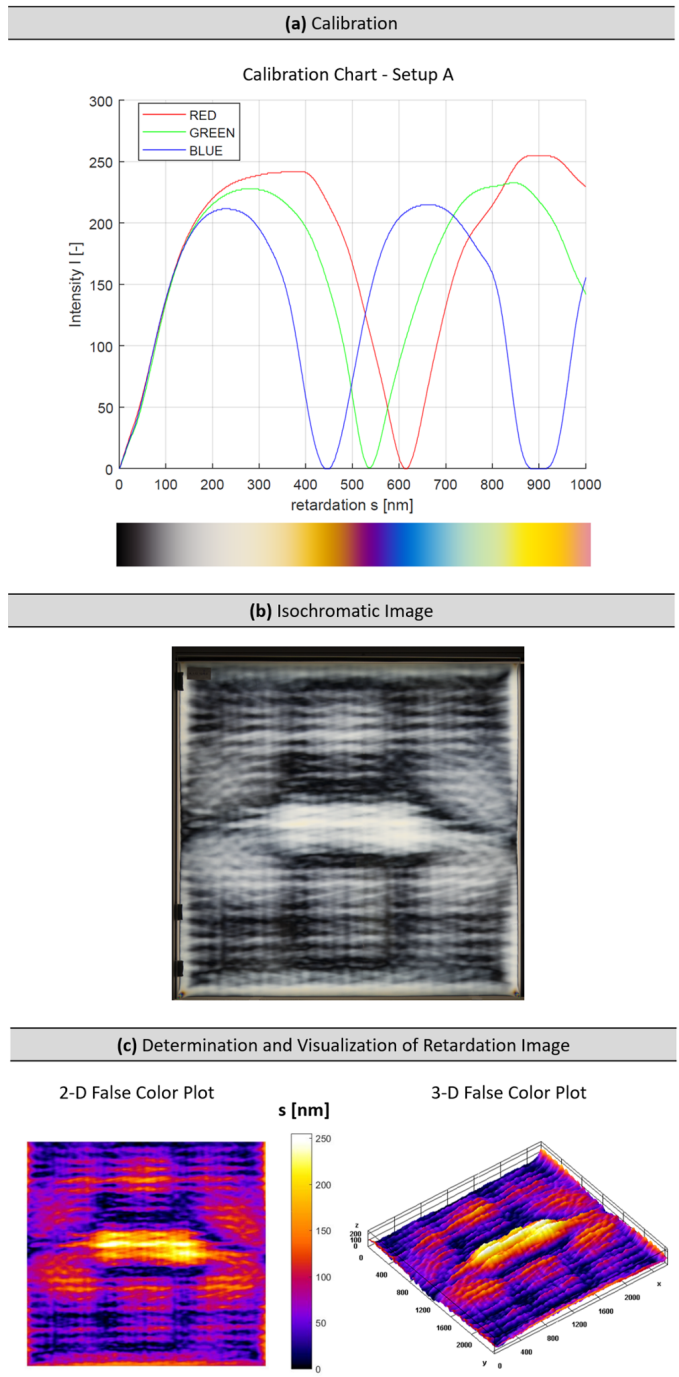 (a) Calibration
Calibration Chart - Setup A
300
250
200
150
100
50
0
Intensity I [-]
RED
GREEN
BLUE
0 100 200 300 400 500 600 700 800 900 1000
retardation s [nm]
(b) Isochromatic Image
(c) Determination and Visualization of Retardation Image
2-D False Color Plot
s [nm]
250
200
150
100
50
0
3-D False Color Plot
z
200
100
0
0
400
800
1200
1600
2000
y
0
400
800
1200
1600
2000
x